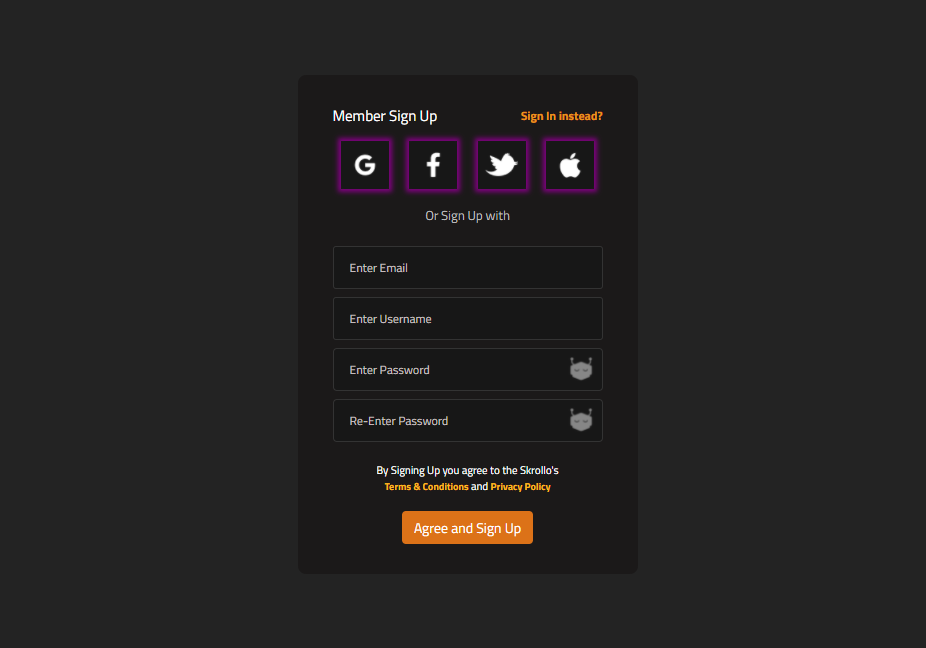 Member Sign Up
Sign In instead?
Or Sign Up with
Enter Email
Enter Username
Enter Password
Re-Enter Password
By Signing Up you agree to the Skrollo's
Terms & Conditions and Privacy Policy
Agree and Sign Up